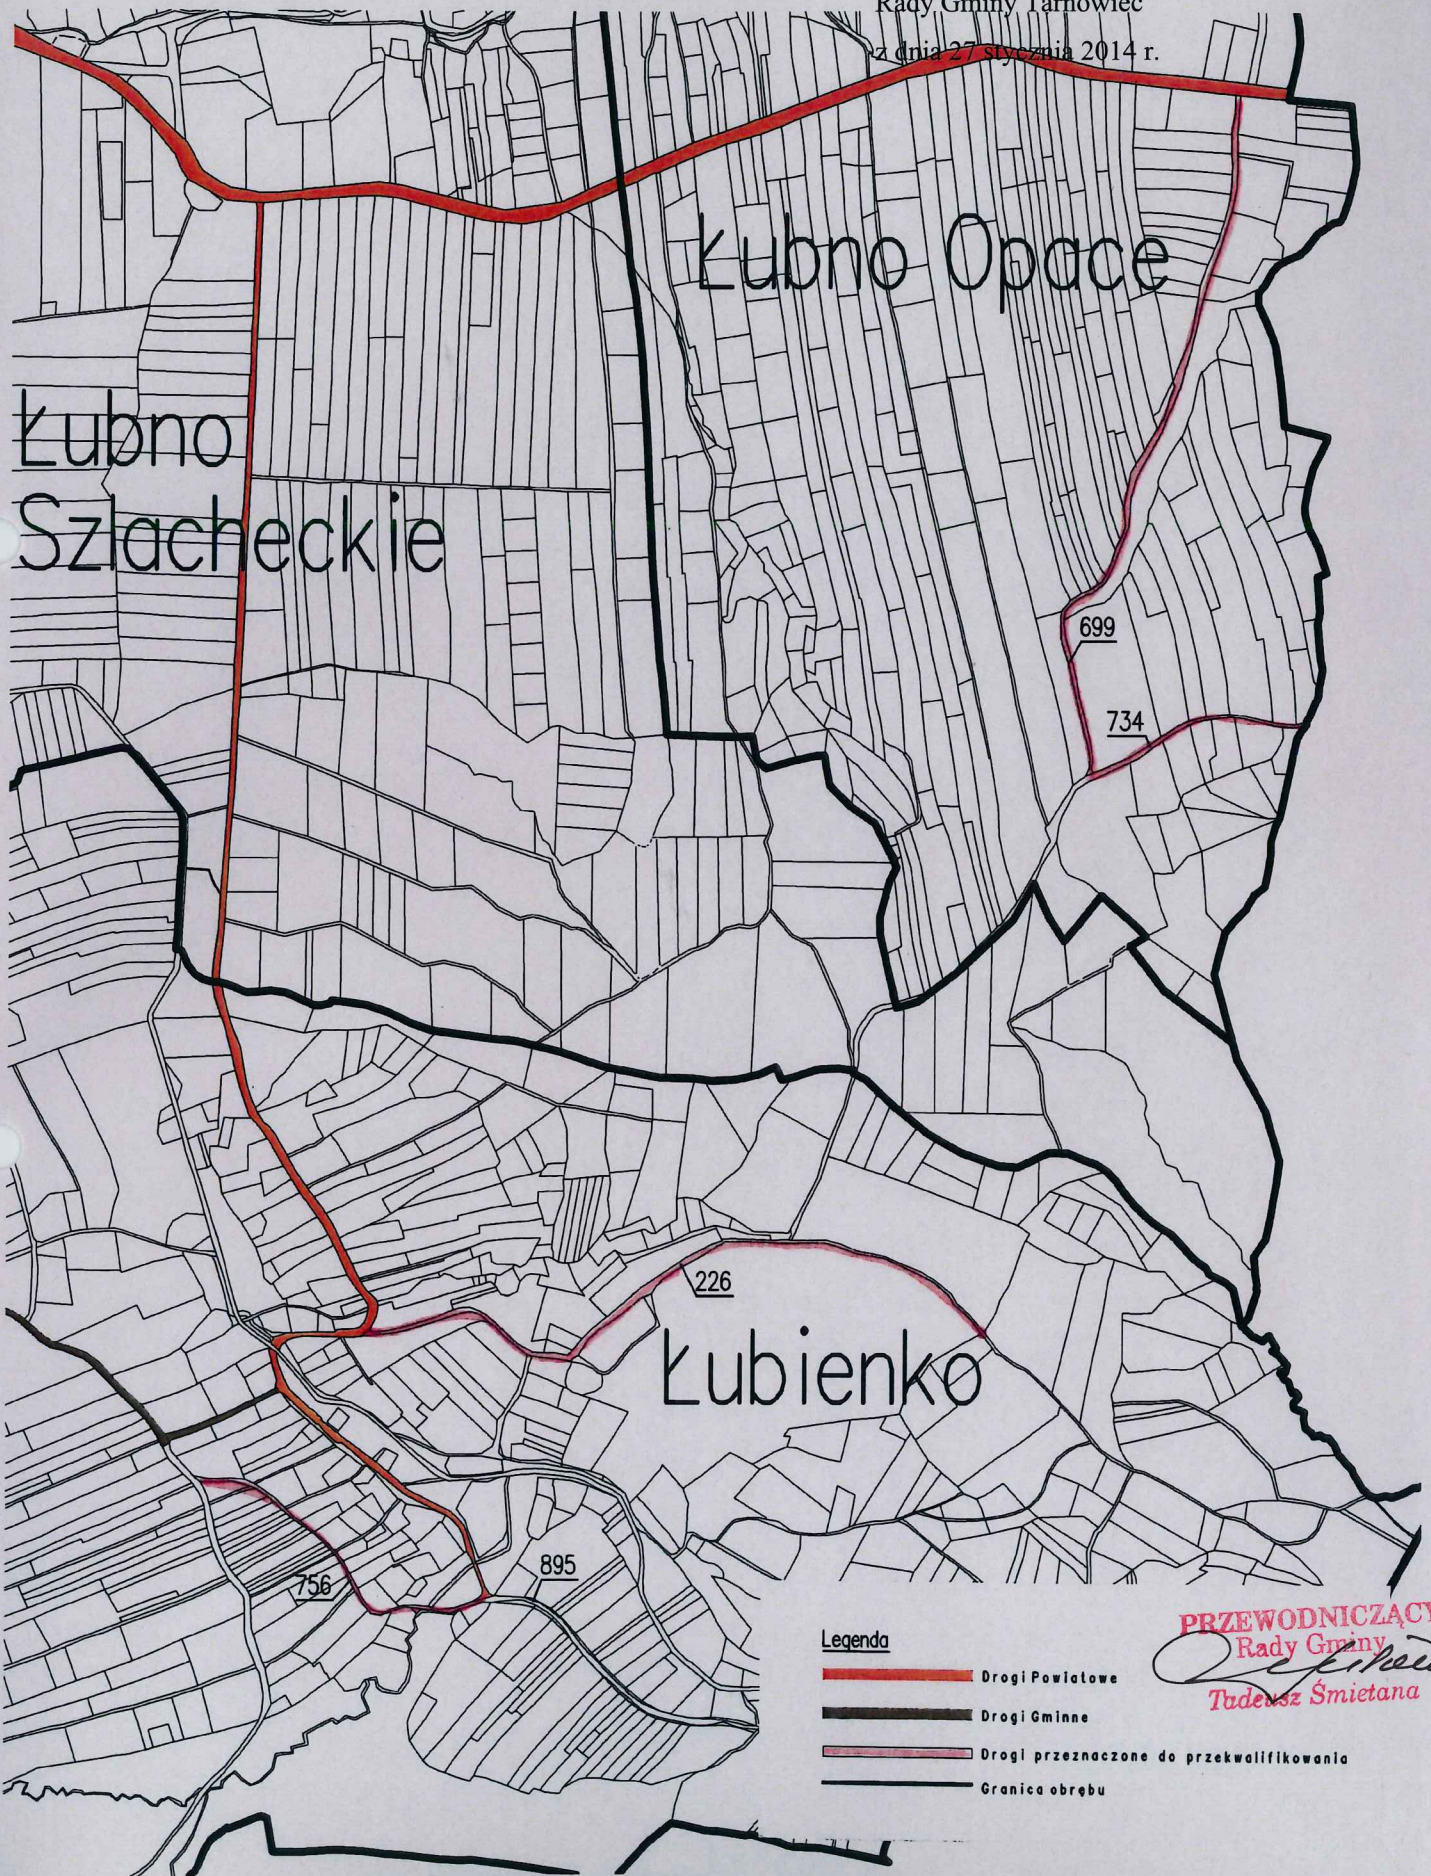 Rady Gminy Tarnowiec
z dnia 27 stycznia 2014 r.
Łubno Opace
Łubno
Szlacheckie
699
734
226
Łubienko
756
895
Legenda
Drogi Powiatowe
Drogi Gminne
Drogi przeznaczone do przekwalifikowania
Granica obrębu
PRZEWODNICZĄCY
Rady Gminy
Tadeusz Śmietana